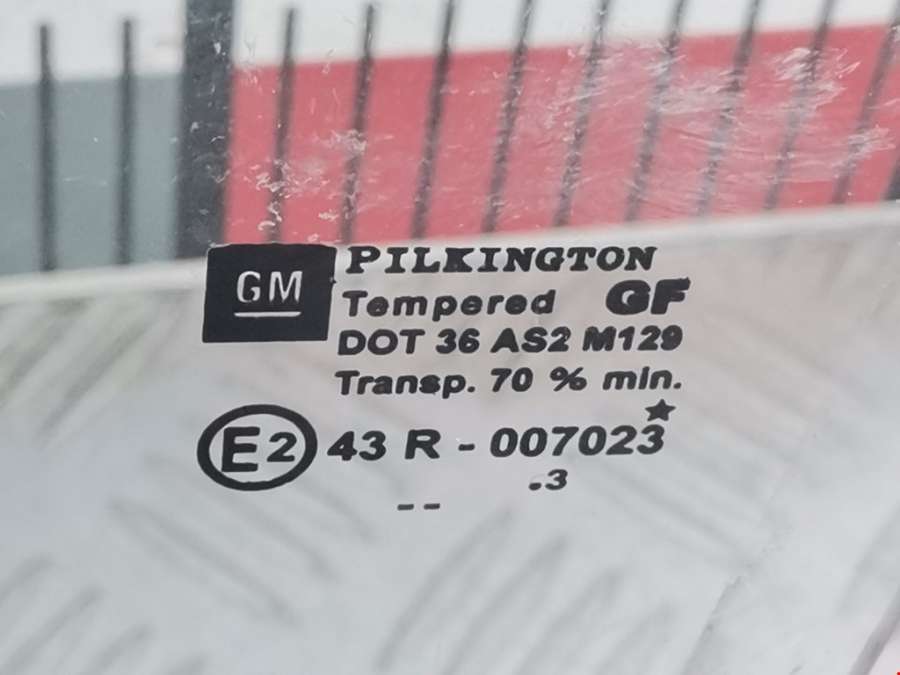 GM
PILKINGTON
Tempered GF
DOT 36 AS2 M129
Transp. 70 % min.
E2 43 R - 007023★
.3
--